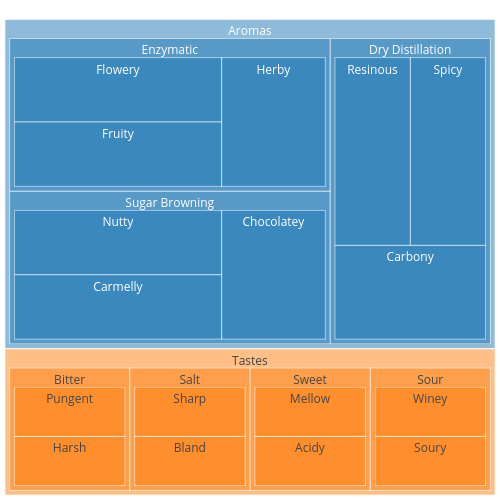 Aromas
Enzymatic
Flowery
Herby
Fruity
Dry Distillation
Resinous
Spicy
Carbony
Sugar Browning
Nutty
Chocolatey
Carmelly
Tastes
Bitter
Pungent
Harsh
Salt
Sharp
Bland
Sweet
Mellow
Acidy
Sour
Winey
Soury